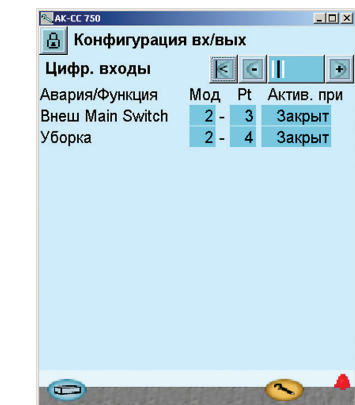 AK-CC 750
Конфигурация вх/вых
Цифр. входы
Авария/Функция Мод Pt Актив. при
Внеш Main Switch 2 - 3 Закрыт
Уборка 2 - 4 Закрыт